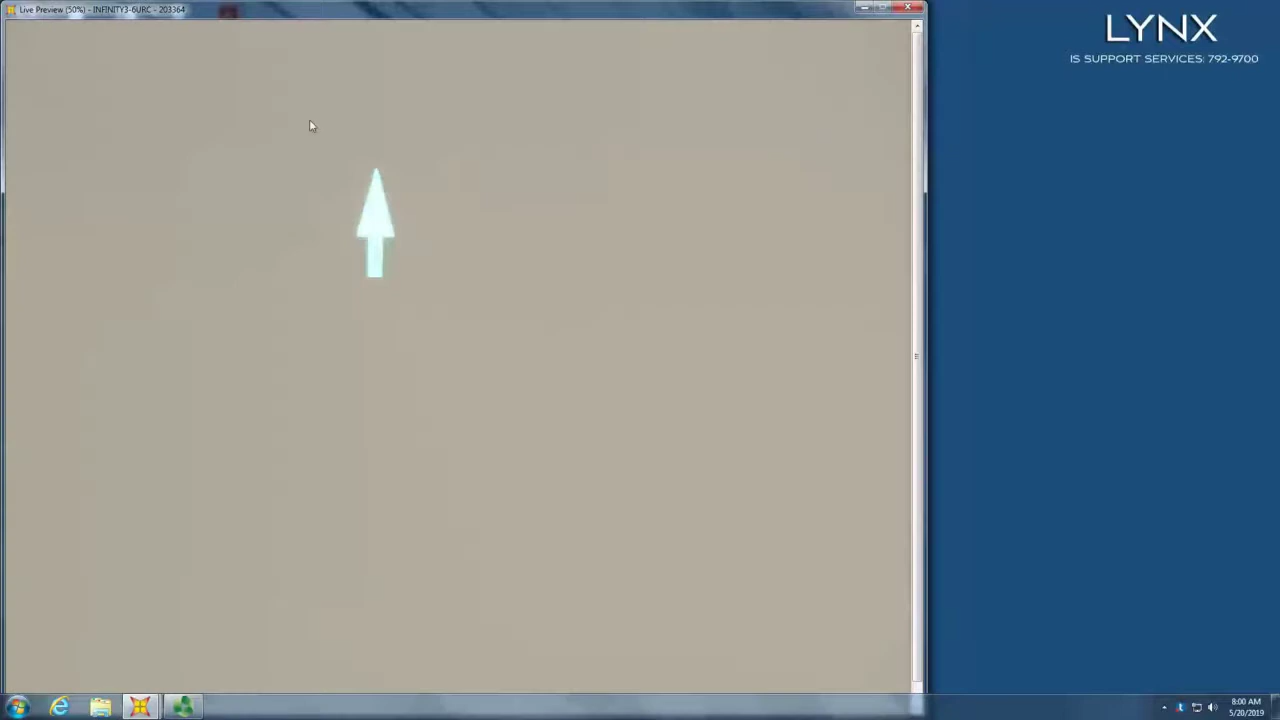 Live Preview (50%) - INFINITY3-6URC - 203364
LYNX
IS SUPPORT SERVICES: 792-9700
8:00 AM
5/20/2019